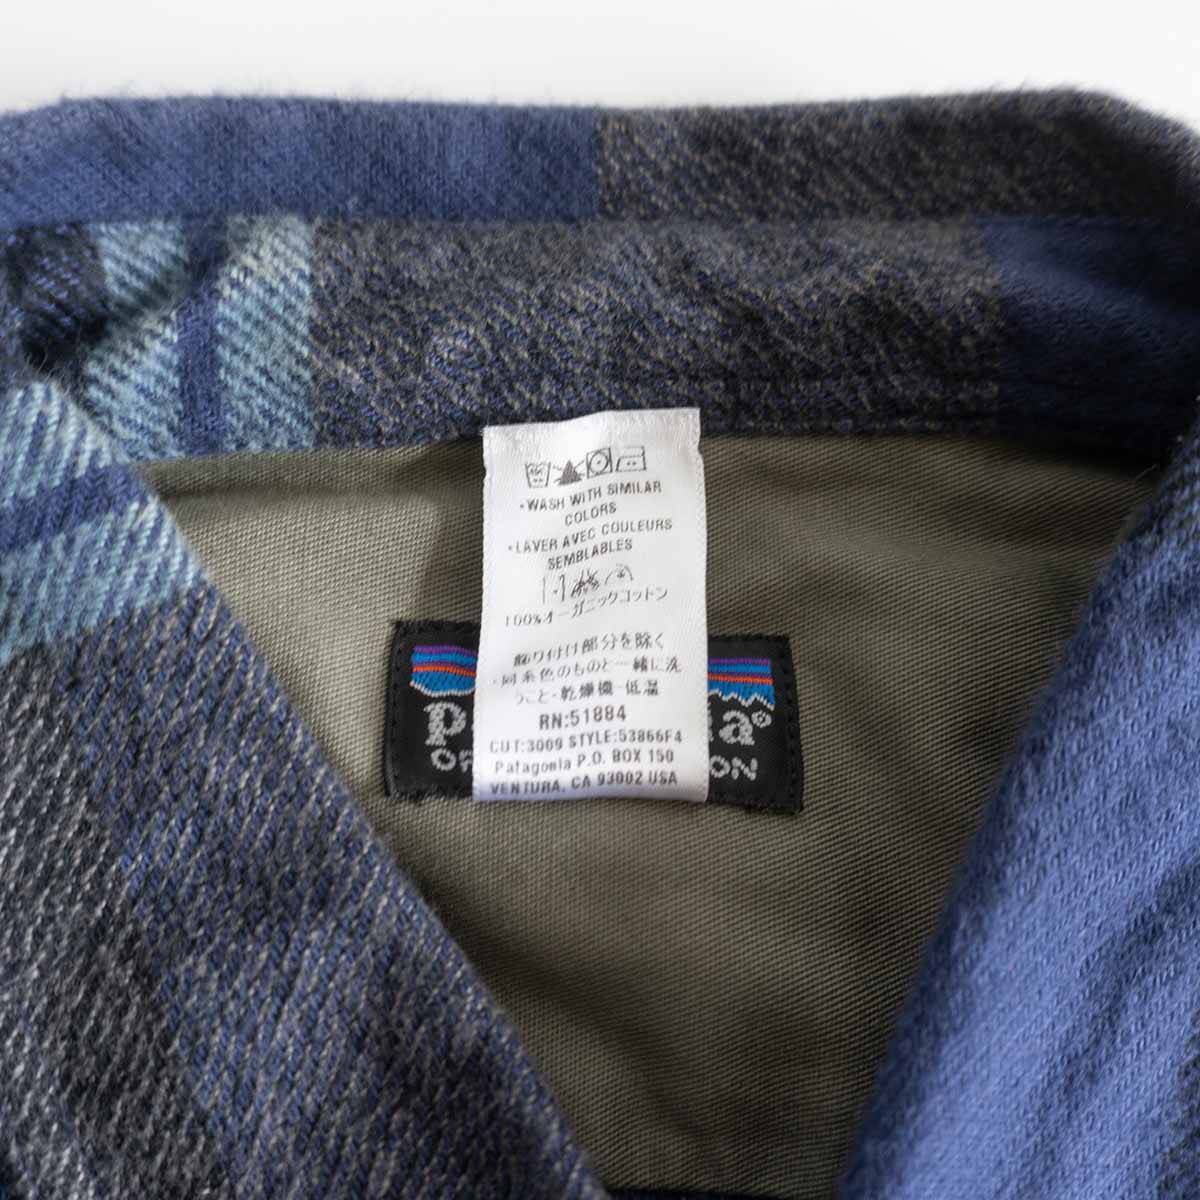 ・WASH WITH SIMILAR
COLORS
・LAVER AVEC COULEURS
SEMBLABLES
100%オーガニックコットン
飾り付け部分を除く
・同系色のものと一緒に洗
うこと・乾燥機・低温
RN:51884
CUT:3009 STYLE:53866F4
Patagonia P.O. BOX 150
VENTURA, CA 93002 USA
p a®
OR ON